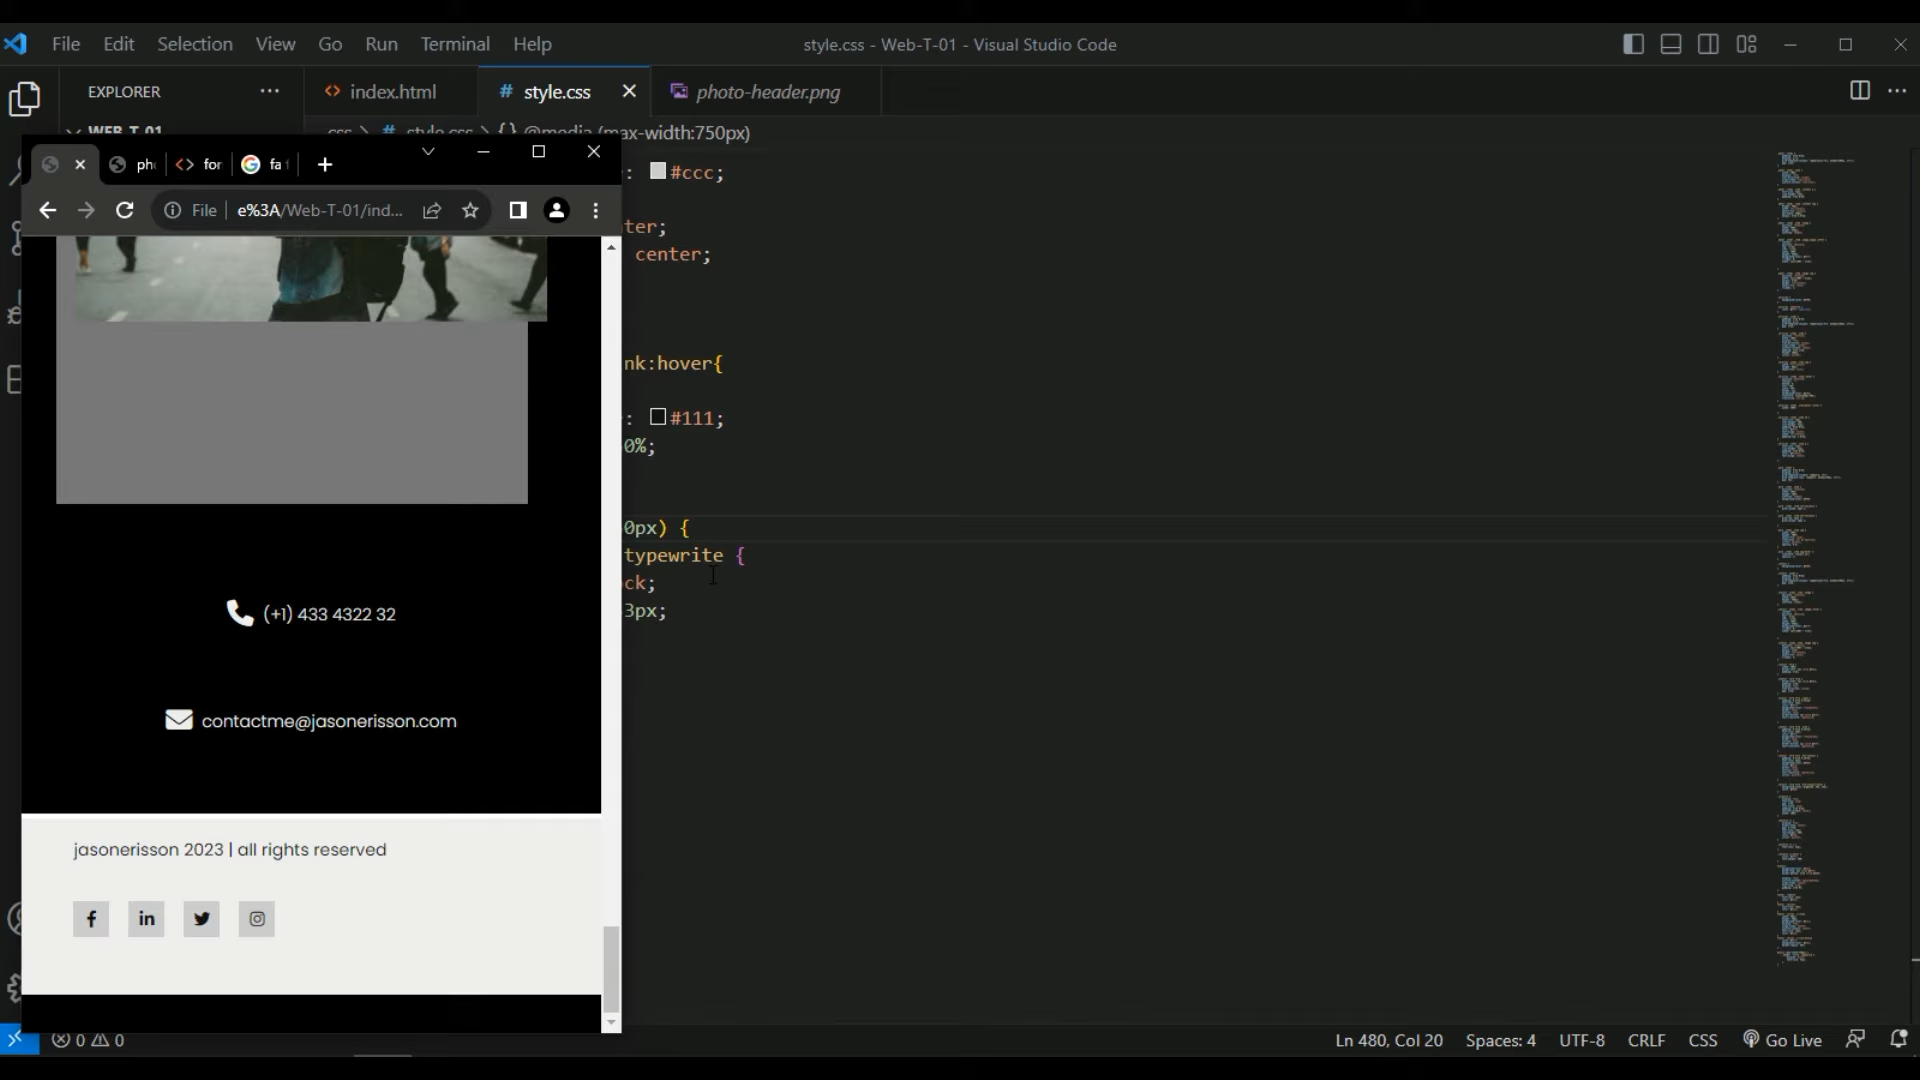 File Edit Selection View Go Run Terminal Help
style.css - Web-T-01 - Visual Studio Code
EXPLORER ...
<> index.html
# style.css
photo-header.png
WEB-T-01
css > # style.css > {} @media (max-width:750px)
pho
<> for
fa
File e%3A/Web-T-01/ind...
: #ccc;
ter;
center;
nk:hover{
: #111;
0%;
0px) {
typewrite {
ck;
3px;
(+1) 433 4322 32
contactme@jasonerisson.com
jasonerisson 2023 | all rights reserved
f in
0 0
Ln 480, Col 20 Spaces: 4 UTF-8 CRLF CSS Go Live